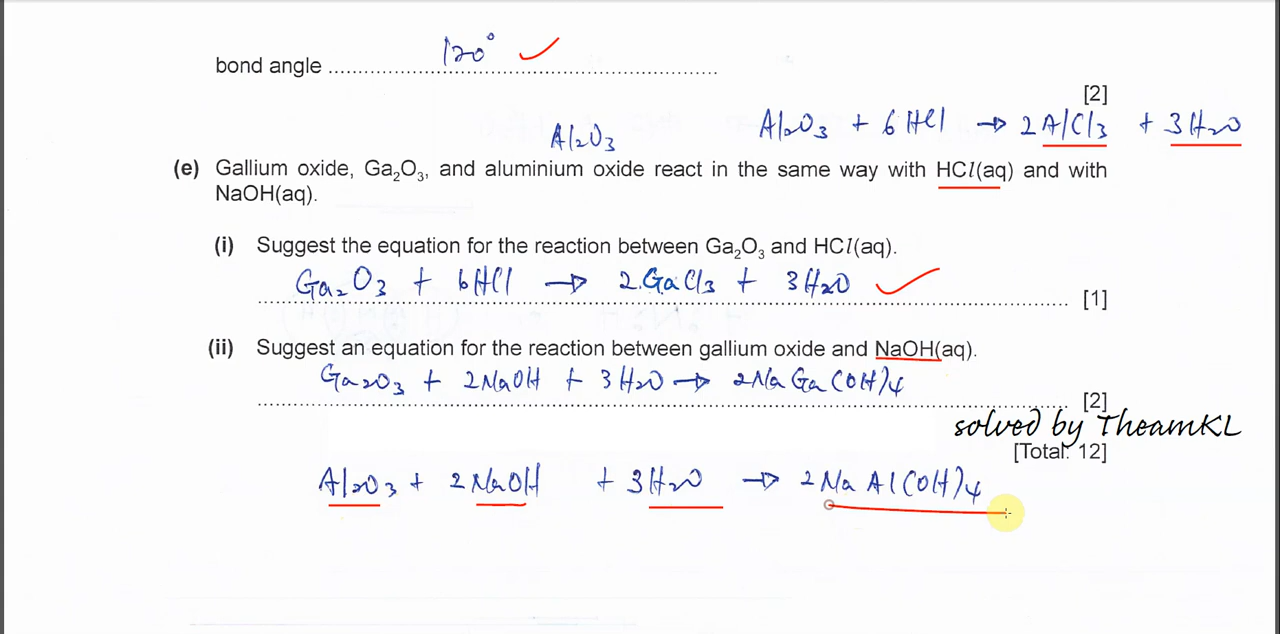 bond angle 120°
[2]
Al₂O₃ Al₂O₃ + 6HCl → 2AlCl₃ + 3H₂O
(e) Gallium oxide, Ga₂O₃, and aluminium oxide react in the same way with HCl(aq) and with
NaOH(aq).
(i) Suggest the equation for the reaction between Ga₂O₃ and HCl(aq).
Ga₂O₃ + 6HCl → 2GaCl₃ + 3H₂O
[1]
(ii) Suggest an equation for the reaction between gallium oxide and NaOH(aq).
Ga₂O₃ + 2NaOH + 3H₂O → 2NaGa(OH)₄
[2]
solved by TheamKL
[Total: 12]
Al₂O₃ + 2NaOH + 3H₂O → 2NaAl(OH)₄